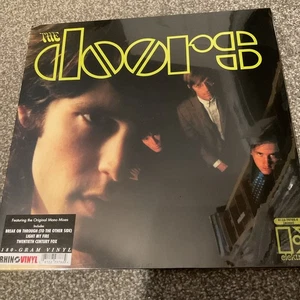 THE
doors
Featuring the Original Mono Mixes
Includes
BREAK ON THROUGH (TO THE OTHER SIDE)
LIGHT MY FIRE
TWENTIETH CENTURY FOX
180-GRAM VINYL
RHINO VINYL
elektra